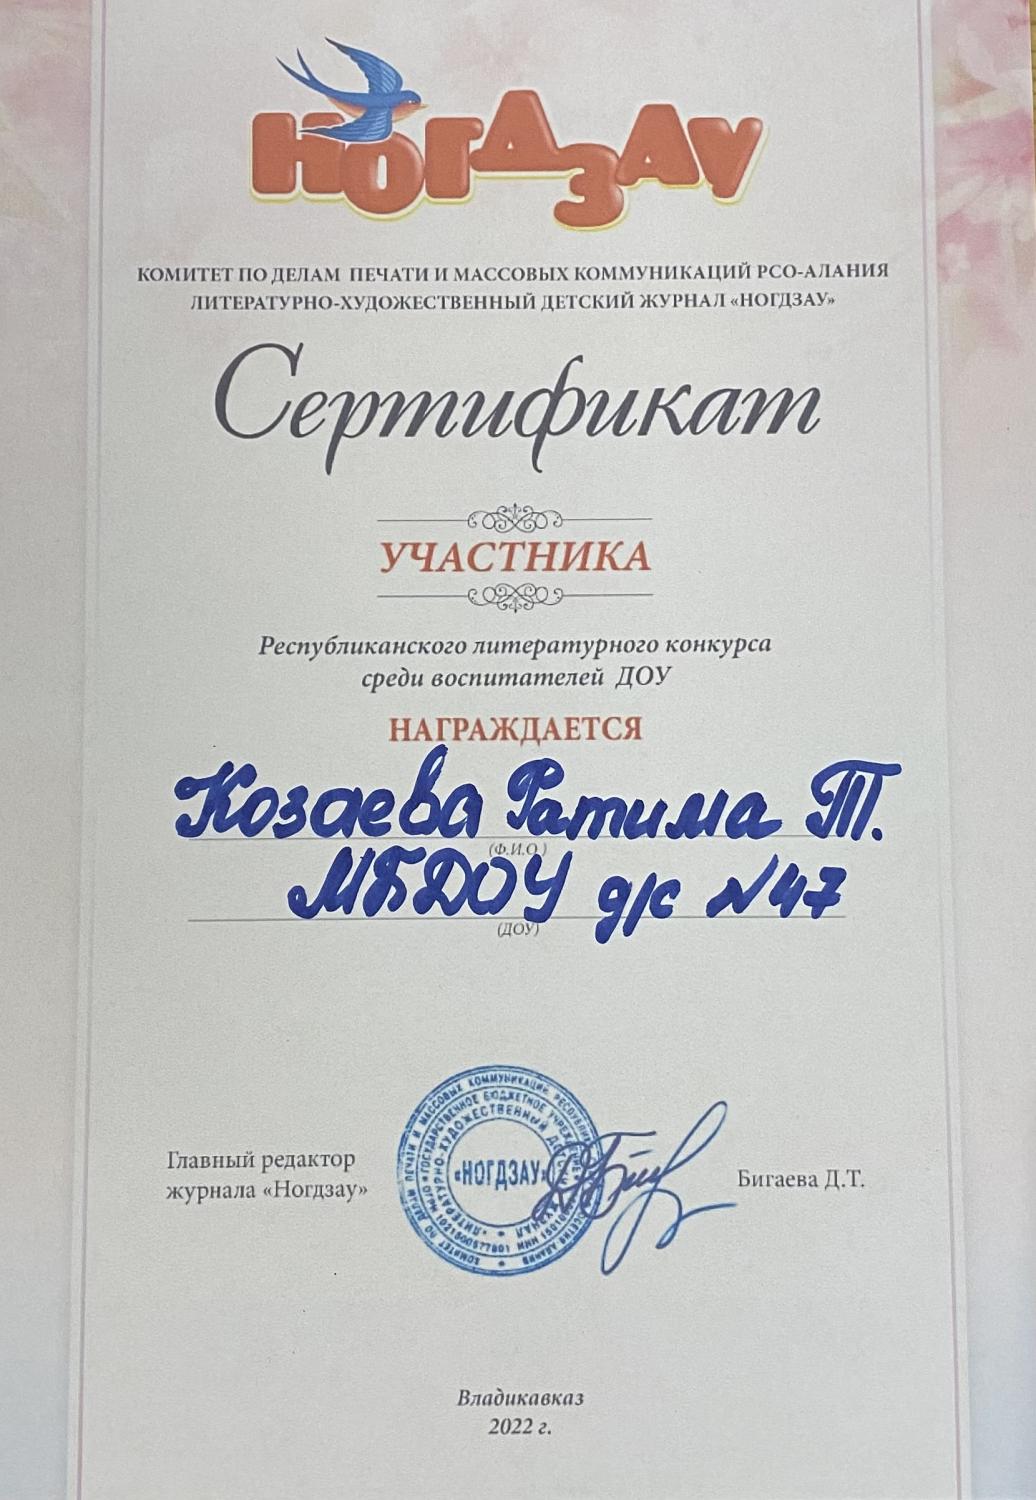 НОГДЗАУ
КОМИТЕТ ПО ДЕЛАМ ПЕЧАТИ И МАССОВЫХ КОММУНИКАЦИЙ РСО-АЛАНИЯ
ЛИТЕРАТУРНО-ХУДОЖЕСТВЕННЫЙ ДЕТСКИЙ ЖУРНАЛ «НОГДЗАУ»
Сертификат
УЧАСТНИКА
Республиканского литературного конкурса
среди воспитателей ДОУ
НАГРАЖДАЕТСЯ
Козаева Фатима Т.
(Ф.И.О.)
МБДОУ д/с №47
(ДОУ)
Главный редактор
журнала «Ногдзау»
«НОГДЗАУ»
Бигаева Д.Т.
Владикавказ
2022 г.